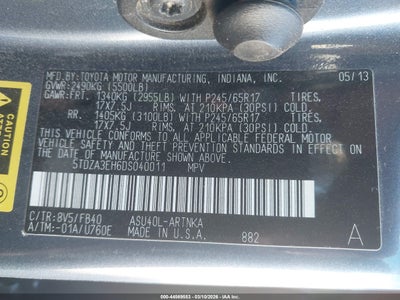 MFD.BY:TOYOTA MOTOR MANUFACTURING, INDIANA, INC. 05/13
GVWR:2490KG (5500LB)
GAWR:FRT. 1340KG (2955LB) WITH P245/65R17 TIRES.
17X7.5J RIMS, AT 210KPA (30PSI) COLD.
RR. 1405KG (3100LB) WITH P245/65R17 TIRES.
17X7.5J RIMS, AT 210KPA (30PSI) COLD.
THIS VEHICLE CONFORMS TO ALL APPLICABLE FEDERAL MOTOR
VEHICLE SAFETY AND THEFT PREVENTION STANDARDS IN EFFECT
ON THE DATE OF MANUFACTURE SHOWN ABOVE.
5TDZA3EH6DS040011 MPV
C/TR:8V5/FB40 ASU40L-ARTNKA
A/TM:-01A/U760E MADE IN U.S.A. 882 A
CAUTION
000-44569553 - 03/10/2026 - IAAI.COM